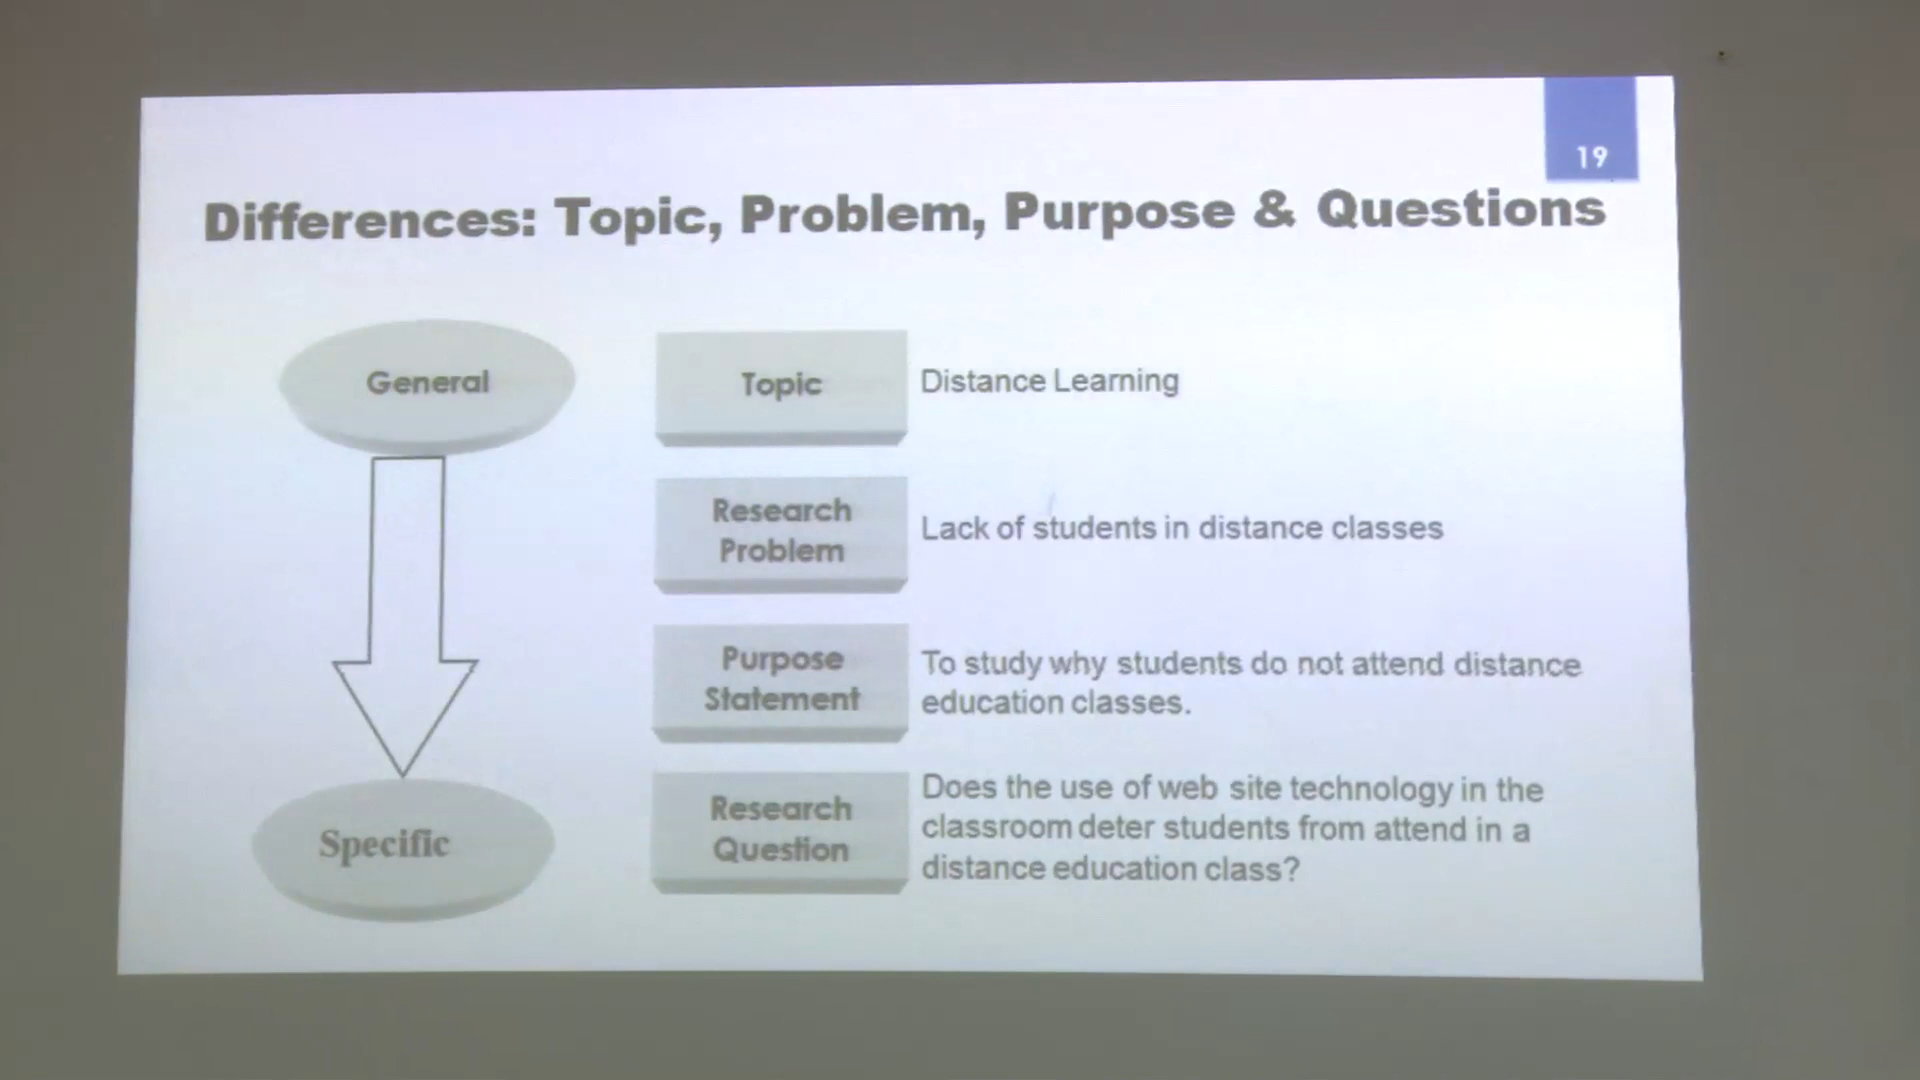 19
Differences: Topic, Problem, Purpose & Questions
General
Topic
Distance Learning
Research
Problem
Lack of students in distance classes
Purpose
Statement
To study why students do not attend distance
education classes.
Specific
Research
Question
Does the use of web site technology in the
classroom deter students from attend in a
distance education class?